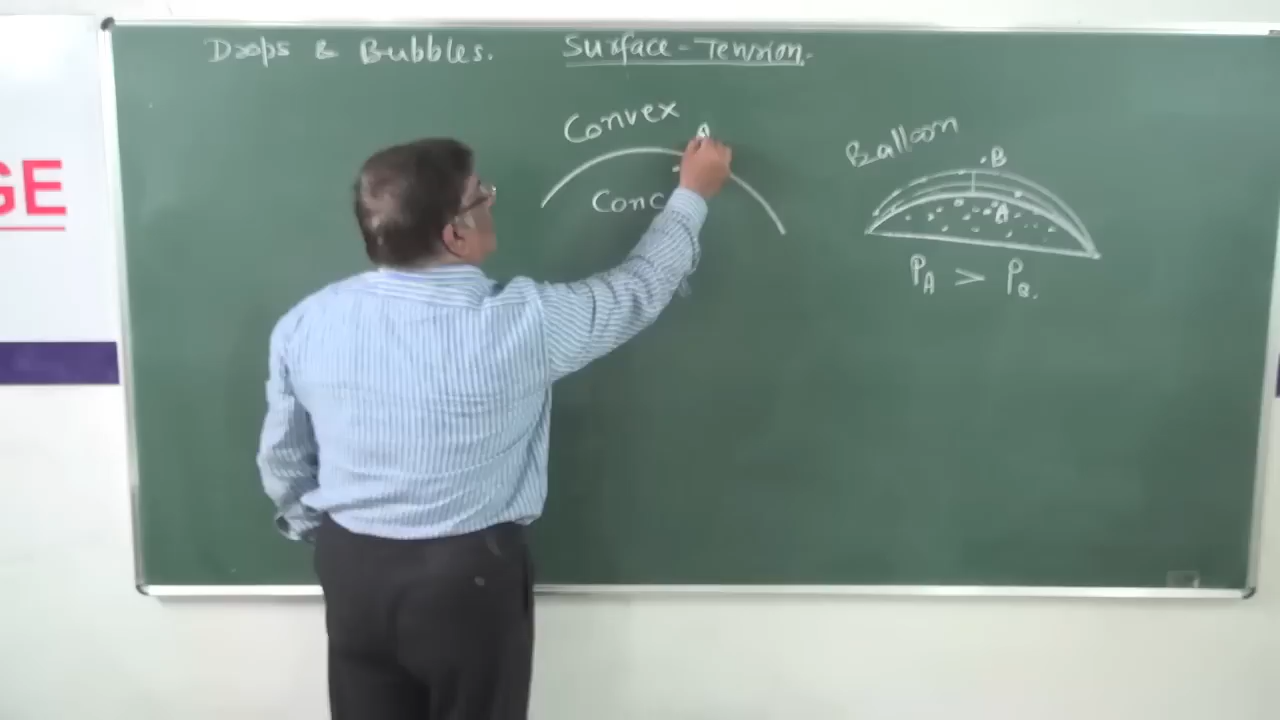 Drops & Bubbles. Surface-Tension.
GE
Convex A
Balloon
B
Conc
A
PA > PB.